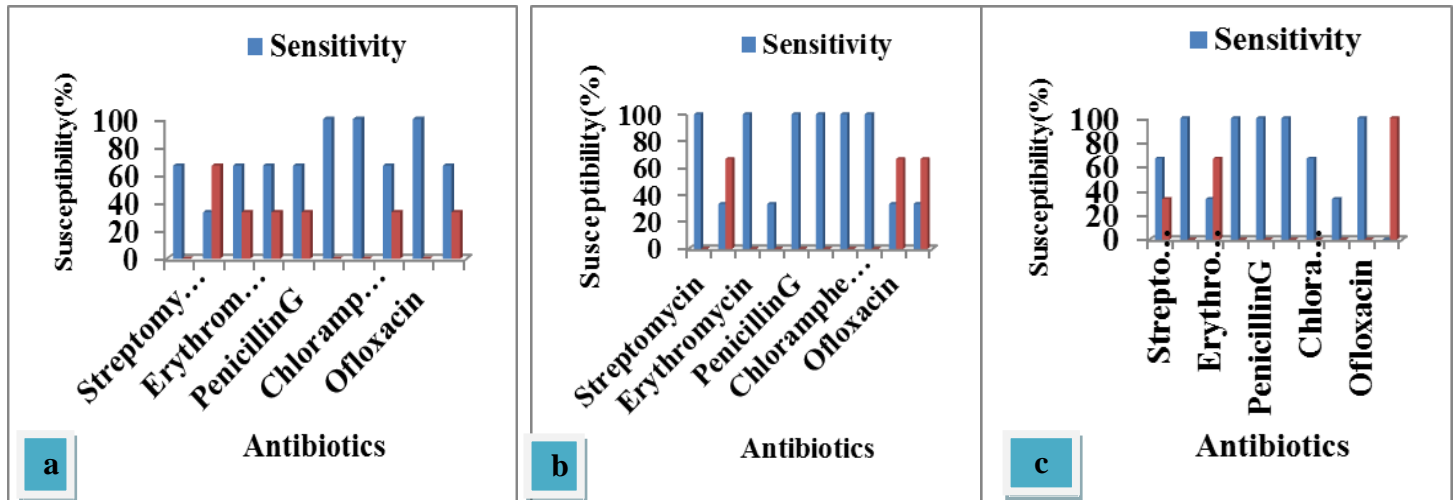 Sensitivity
Susceptibility(%)
100
80
60
40
20
0
Streptomy...
Erythrom...
PenicillinG
Chloramp...
Ofloxacin
Antibiotics
a
Sensitivity
Susceptibility(%)
100
80
60
40
20
0
Streptomycin
Erythromycin
PenicillinG
Chloramphe...
Ofloxacin
Antibiotics
b
Sensitivity
Susceptibility(%)
100
80
60
40
20
0
Strepto...
Erythro...
PenicillinG
Chlora...
Ofloxacin
Antibiotics
c